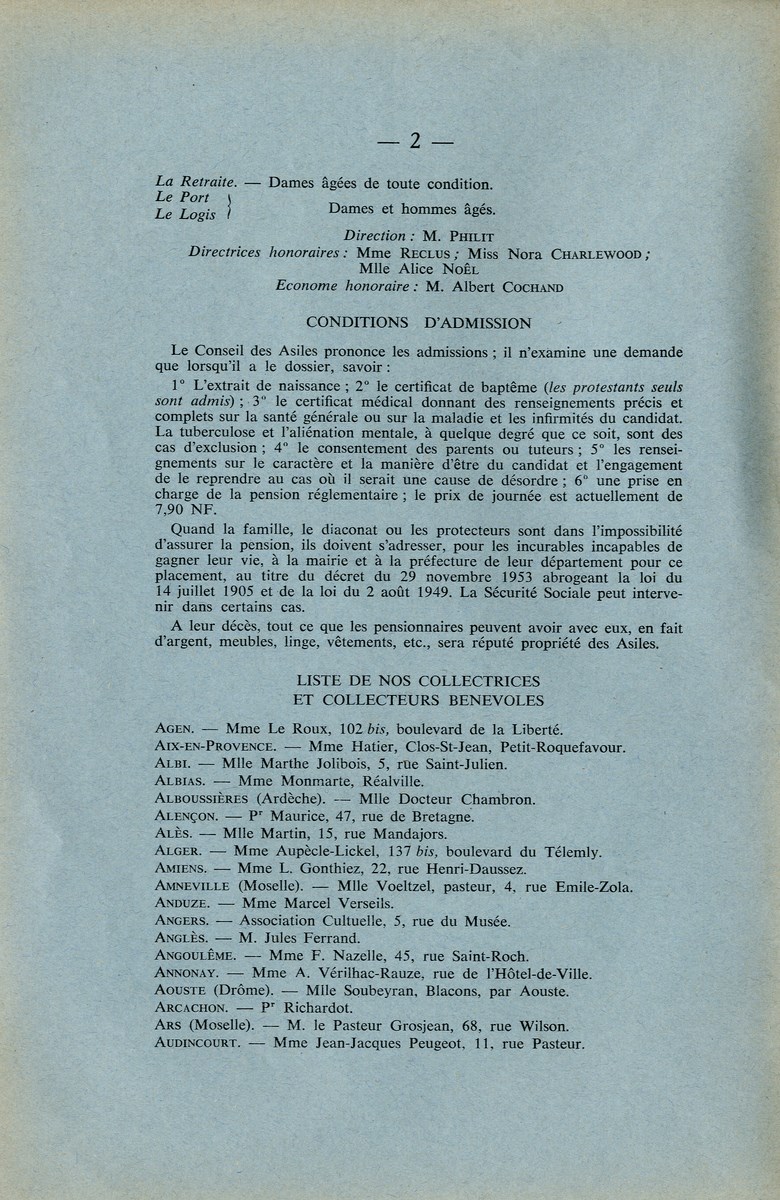 — 2 —
La Retraite. — Dames âgées de toute condition.
Le Port }
Le Logis } Dames et hommes âgés.
Direction : M. PHILIT
Directrices honoraires : Mme RECLUS ; Miss Nora CHARLEWOOD ;
Mlle Alice NOËL
Econome honoraire : M. Albert COCHAND
CONDITIONS D'ADMISSION
Le Conseil des Asiles prononce les admissions ; il n'examine une demande
que lorsqu'il a le dossier, savoir :
1° L'extrait de naissance ; 2° le certificat de baptême (les protestants seuls
sont admis) ; 3° le certificat médical donnant des renseignements précis et
complets sur la santé générale ou sur la maladie et les infirmités du candidat.
La tuberculose et l'aliénation mentale, à quelque degré que ce soit, sont des
cas d'exclusion ; 4° le consentement des parents ou tuteurs ; 5° les rensei-
gnements sur le caractère et la manière d'être du candidat et l'engagement
de le reprendre au cas où il serait une cause de désordre ; 6° une prise en
charge de la pension réglementaire ; le prix de journée est actuellement de
7,90 NF.
Quand la famille, le diaconat ou les protecteurs sont dans l'impossibilité
d'assurer la pension, ils doivent s'adresser, pour les incurables incapables de
gagner leur vie, à la mairie et à la préfecture de leur département pour ce
placement, au titre du décret du 29 novembre 1953 abrogeant la loi du
14 juillet 1905 et de la loi du 2 août 1949. La Sécurité Sociale peut interve-
nir dans certains cas.
A leur décès, tout ce que les pensionnaires peuvent avoir avec eux, en fait
d'argent, meubles, linge, vêtements, etc., sera réputé propriété des Asiles.
LISTE DE NOS COLLECTRICES
ET COLLECTEURS BENEVOLES
AGEN. — Mme Le Roux, 102 bis, boulevard de la Liberté.
AIX-EN-PROVENCE. — Mme Hatier, Clos-St-Jean, Petit-Roquefavour.
ALBI. — Mlle Marthe Jolibois, 5, rue Saint-Julien.
ALBIAS. — Mme Monmarte, Réalville.
ALBOUSSIÈRES (Ardèche). — Mlle Docteur Chambron.
ALENÇON. — Pr Maurice, 47, rue de Bretagne.
ALÈS. — Mlle Martin, 15, rue Mandajors.
ALGER. — Mme Aupècle-Lickel, 137 bis, boulevard du Télemly.
AMIENS. — Mme L. Gonthiez, 22, rue Henri-Daussez.
AMNEVILLE (Moselle). — Mlle Voeltzel, pasteur, 4, rue Emile-Zola.
ANDUZE. — Mme Marcel Verseils.
ANGERS. — Association Cultuelle, 5, rue du Musée.
ANGLÈS. — M. Jules Ferrand.
ANGOULÊME. — Mme F. Nazelle, 45, rue Saint-Roch.
ANNONAY. — Mme A. Vérilhac-Rauze, rue de l'Hôtel-de-Ville.
AOUSTE (Drôme). — Mlle Soubeyran, Blacons, par Aouste.
ARCACHON. — Pr Richardot.
ARS (Moselle). — M. le Pasteur Grosjean, 68, rue Wilson.
AUDINCOURT. — Mme Jean-Jacques Peugeot, 11, rue Pasteur.